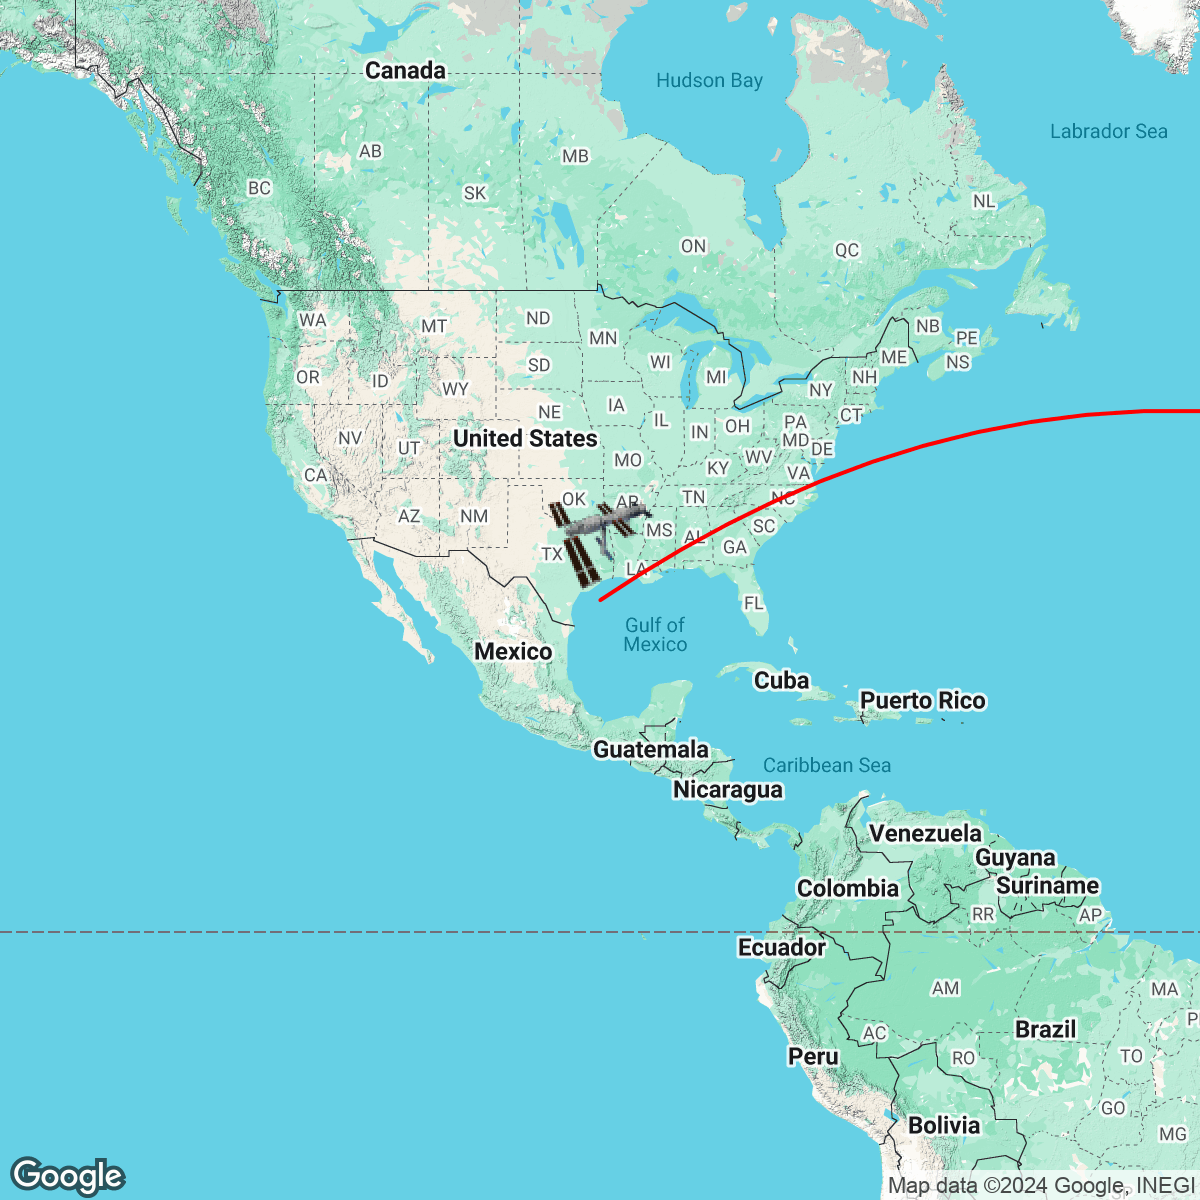 Canada
Hudson Bay
Labrador Sea
AB
MB
BC
SK
NL
ON
QC
WA
MT
ND
MN
NB
PE
OR
ID
WY
SD
WI
MI
ME
NS
NH
NY
NE
IA
IL
IN
OH
PA
CT
NV
UT
United States
MO
MD
DE
CA
KY
WV
VA
AZ
NM
OK
AR
TN
NC
TX
MS
AL
GA
SC
LA
FL
Gulf of
Mexico
Mexico
Cuba
Puerto Rico
Guatemala
Caribbean Sea
Nicaragua
Venezuela
Guyana
Colombia
Suriname
RR
AP
Ecuador
AM
MA
AC
Brazil
Peru
RO
TO
GO
Bolivia
MG
Google
Map data ©2024 Google, INEGI